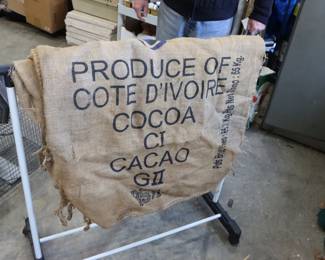 PRODUCE OF
COTE D'IVOIRE
COCOA
CI
CACAO
GII